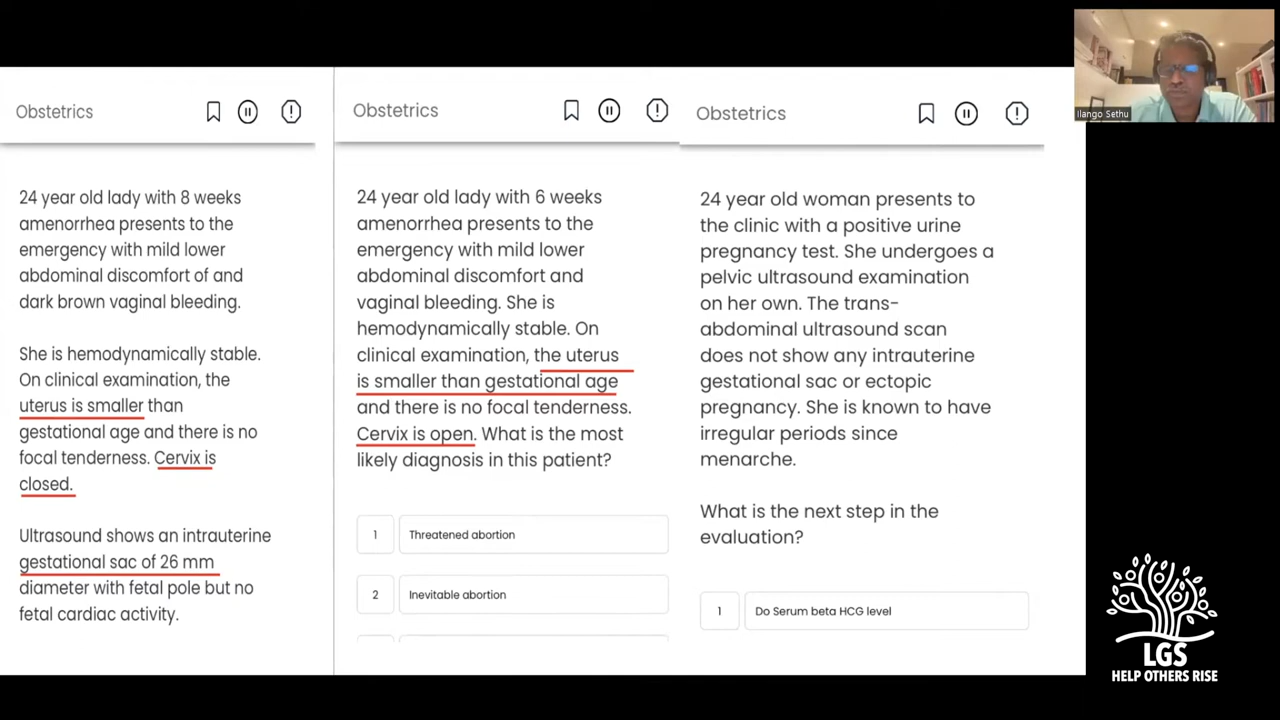 Obstetrics
24 year old lady with 8 weeks
amenorrhea presents to the
emergency with mild lower
abdominal discomfort of and
dark brown vaginal bleeding.
She is hemodynamically stable.
On clinical examination, the
uterus is smaller than
gestational age and there is no
focal tenderness. Cervix is
closed.
Ultrasound shows an intrauterine
gestational sac of 26 mm
diameter with fetal pole but no
fetal cardiac activity.
Obstetrics
24 year old lady with 6 weeks
amenorrhea presents to the
emergency with mild lower
abdominal discomfort and
vaginal bleeding. She is
hemodynamically stable. On
clinical examination, the uterus
is smaller than gestational age
and there is no focal tenderness.
Cervix is open. What is the most
likely diagnosis in this patient?
1 Threatened abortion
2 Inevitable abortion
Obstetrics
24 year old woman presents to
the clinic with a positive urine
pregnancy test. She undergoes a
pelvic ultrasound examination
on her own. The trans-
abdominal ultrasound scan
does not show any intrauterine
gestational sac or ectopic
pregnancy. She is known to have
irregular periods since
menarche.
What is the next step in the
evaluation?
1 Do Serum beta HCG level
Ilango Sethu
LGS
HELP OTHERS RISE